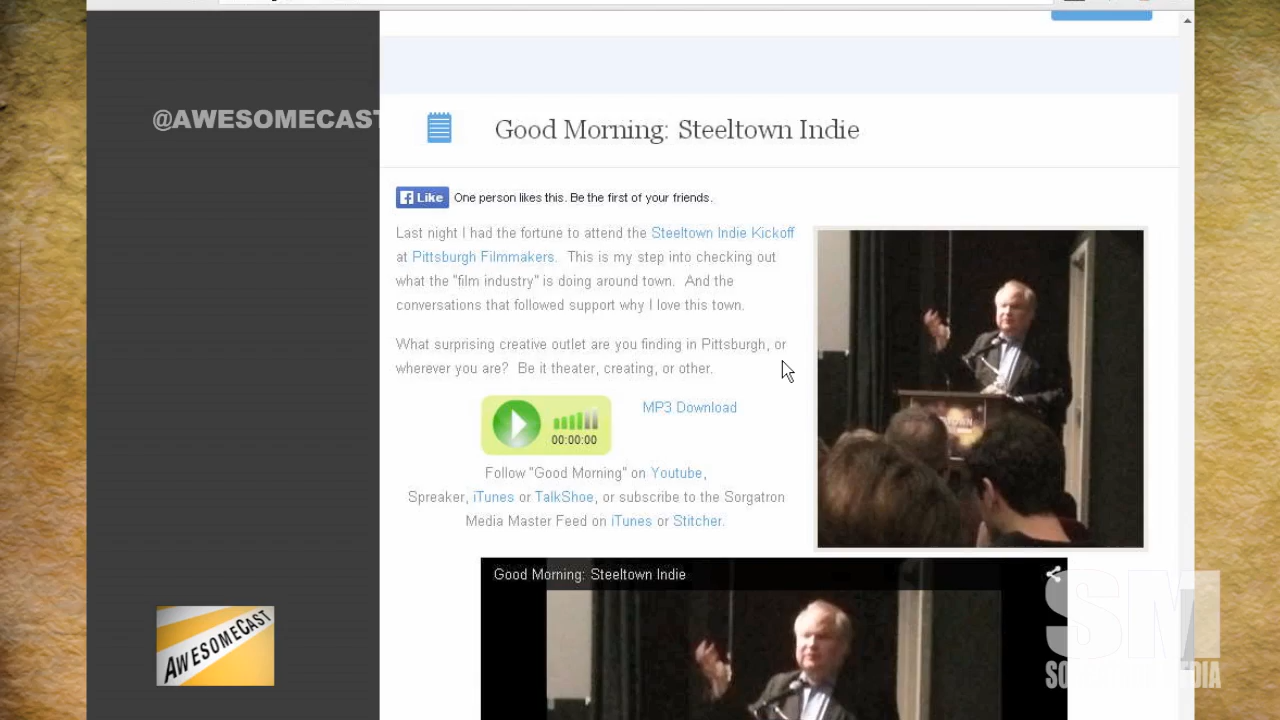 @AWESOMECAST
Good Morning: Steeltown Indie
Like One person likes this. Be the first of your friends.
Last night I had the fortune to attend the Steeltown Indie Kickoff
at Pittsburgh Filmmakers. This is my step into checking out
what the "film industry" is doing around town. And the
conversations that followed support why I love this town.
What surprising creative outlet are you finding in Pittsburgh, or
wherever you are? Be it theater, creating, or other.
MP3 Download
00:00:00
Follow "Good Morning" on Youtube,
Spreaker, iTunes or TalkShoe, or subscribe to the Sorgatron
Media Master Feed on iTunes or Stitcher.
Good Morning: Steeltown Indie
AWESOMECAST
SM